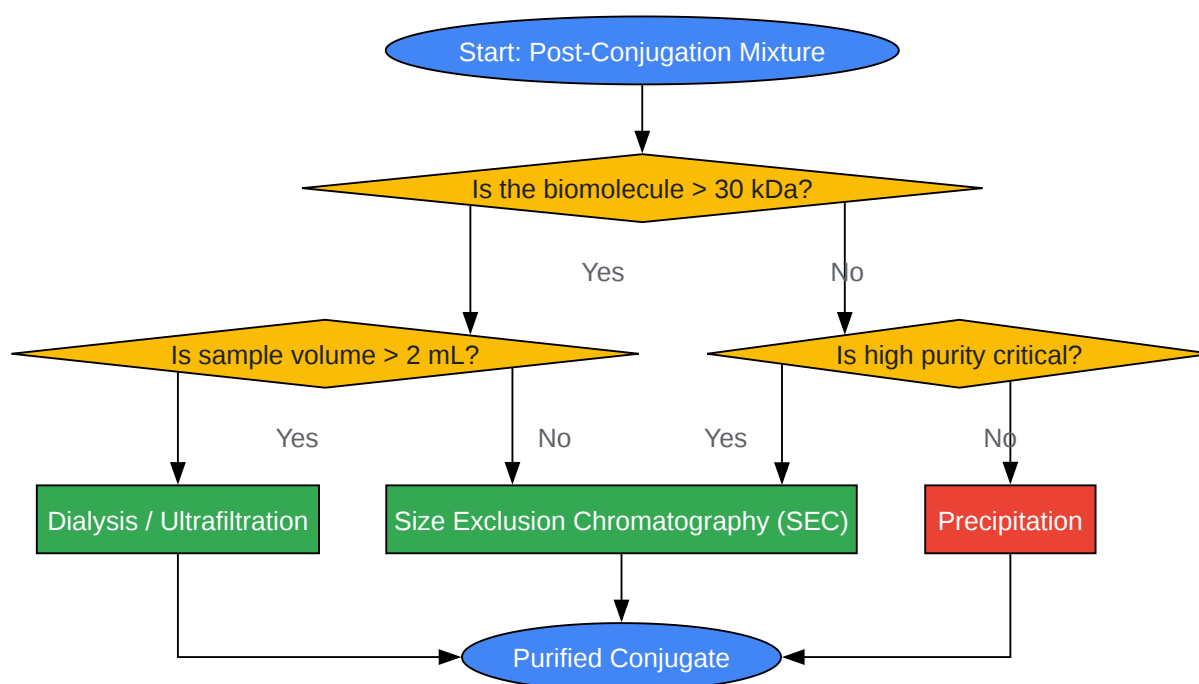 Start: Post-Conjugation Mixture
Is the biomolecule > 30 kDa?
Yes
No
Is sample volume > 2 mL?
Is high purity critical?
Yes
No
Yes
No
Dialysis / Ultrafiltration
Size Exclusion Chromatography (SEC)
Precipitation
Purified Conjugate